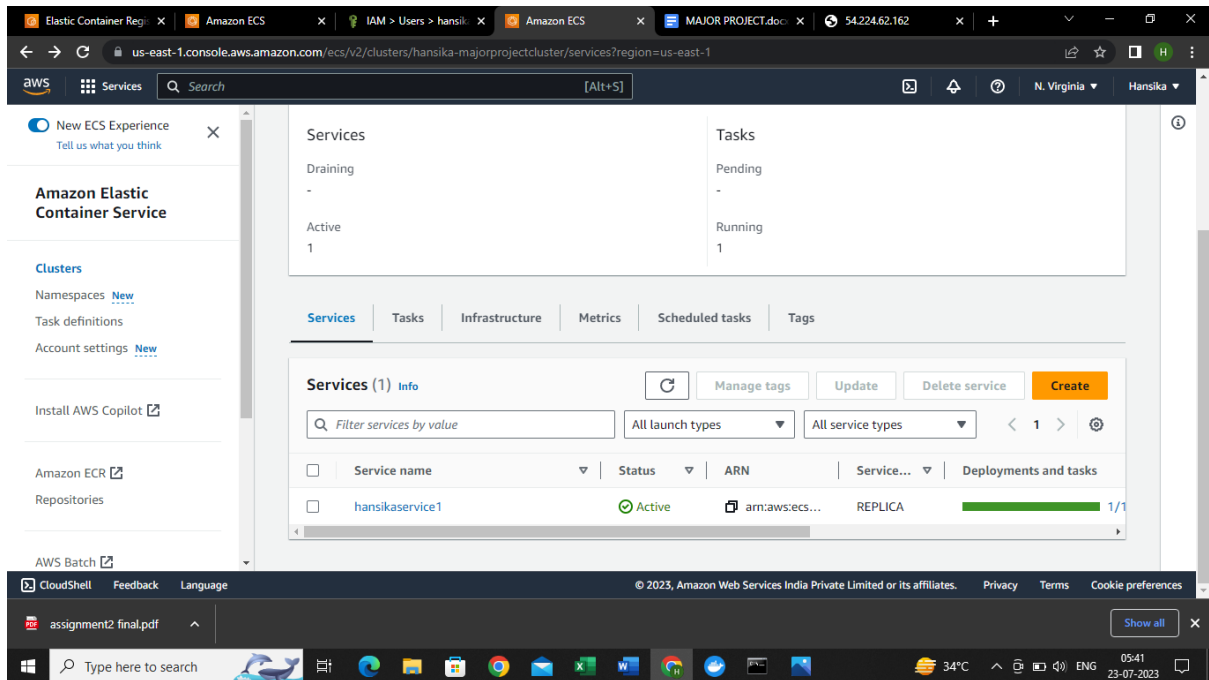 Elastic Container Regi
Amazon ECS
IAM > Users > hansik
Amazon ECS
MAJOR PROJECT.doc
54.224.62.162
us-east-1.console.aws.amazon.com/ecs/v2/clusters/hansika-majorprojectcluster/services?region=us-east-1
H
aws
Services
Search
[Alt+S]
N. Virginia
Hansika
New ECS Experience
Tell us what you think
Amazon Elastic
Container Service
Clusters
Namespaces New
Task definitions
Account settings New
Install AWS Copilot
Amazon ECR
Repositories
AWS Batch
Services
Draining
-
Active
1
Tasks
Pending
-
Running
1
Services
Tasks
Infrastructure
Metrics
Scheduled tasks
Tags
Services (1) Info
Manage tags
Update
Delete service
Create
Filter services by value
All launch types
All service types
1
Service name
Status
ARN
Service...
Deployments and tasks
hansikaservice1
Active
arn:aws:ecs...
REPLICA
1/1
CloudShell
Feedback
Language
© 2023, Amazon Web Services India Private Limited or its affiliates.
Privacy
Terms
Cookie preferences
PDF
assignment2 final.pdf
Show all
Type here to search
34°C
ENG
05:41
23-07-2023